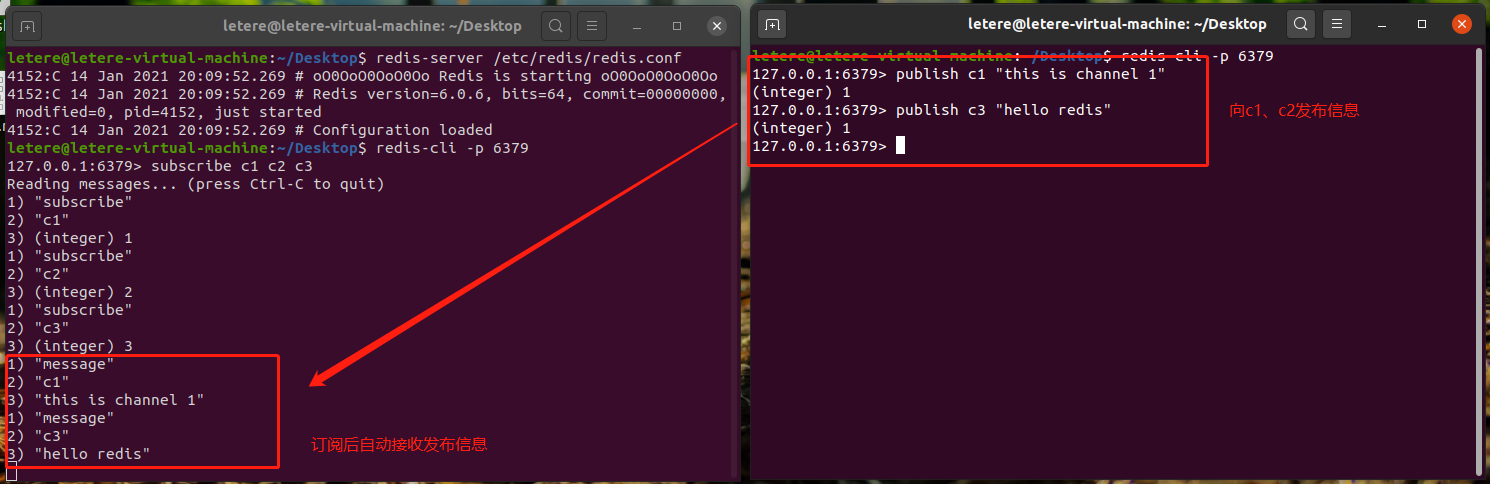 letere@letere-virtual-machine: ~/Desktop
letere@letere-virtual-machine:~/Desktop$ redis-server /etc/redis/redis.conf
4152:C 14 Jan 2021 20:09:52.269 # oO0OoO0OoO0Oo Redis is starting oO0OoO0OoO0Oo
4152:C 14 Jan 2021 20:09:52.269 # Redis version=6.0.6, bits=64, commit=00000000,
modified=0, pid=4152, just started
4152:C 14 Jan 2021 20:09:52.269 # Configuration loaded
letere@letere-virtual-machine:~/Desktop$ redis-cli -p 6379
127.0.0.1:6379> subscribe c1 c2 c3
Reading messages... (press Ctrl-C to quit)
1) "subscribe"
2) "c1"
3) (integer) 1
1) "subscribe"
2) "c2"
3) (integer) 2
1) "subscribe"
2) "c3"
3) (integer) 3
1) "message"
2) "c1"
3) "this is channel 1"
1) "message"
2) "c3"
3) "hello redis"
订阅后自动接收发布信息
letere@letere-virtual-machine: ~/Desktop
letere@letere-virtual-machine:~/Desktop$ redis-cli -p 6379
127.0.0.1:6379> publish c1 "this is channel 1"
(integer) 1
127.0.0.1:6379> publish c3 "hello redis"
(integer) 1
127.0.0.1:6379>
向c1、c2发布信息